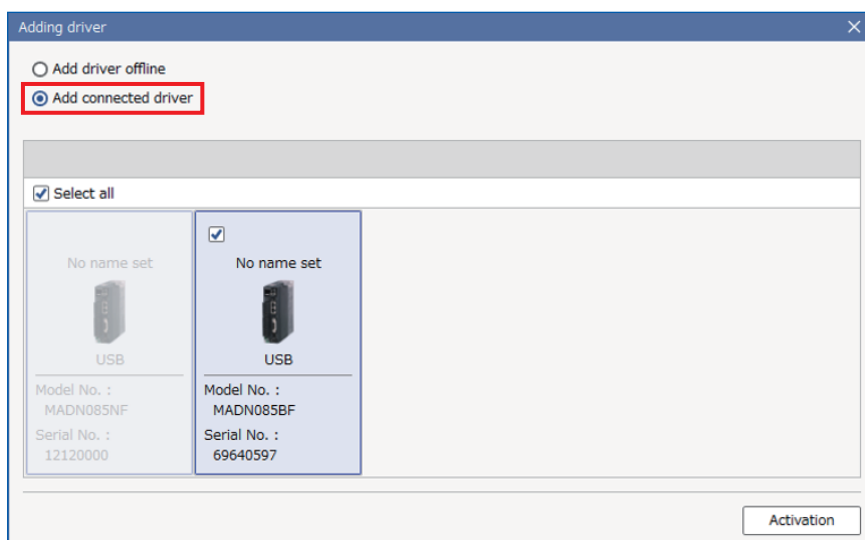 Adding driver
Add driver offline
Add connected driver
Select all
No name set
USB
Model No. :
MADN085NF
Serial No. :
12120000
No name set
USB
Model No. :
MADN085BF
Serial No. :
69640597
Activation